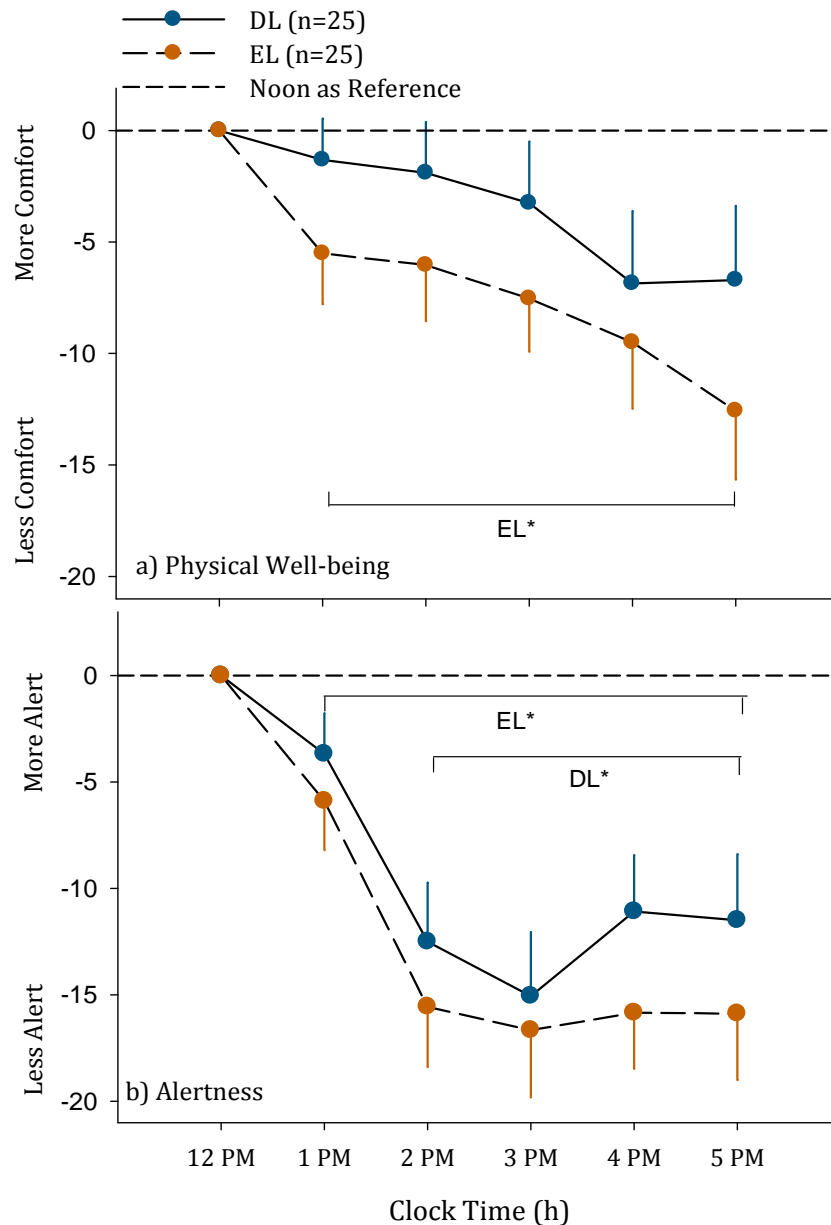 DL (n=25)
EL (n=25)
Noon as Reference
More Comfort
Less Comfort
0
-5
-10
-15
-20
EL*
a) Physical Well-being
More Alert
Less Alert
0
-5
-10
-15
-20
EL*
DL*
b) Alertness
12 PM 1 PM 2 PM 3 PM 4 PM 5 PM
Clock Time (h)